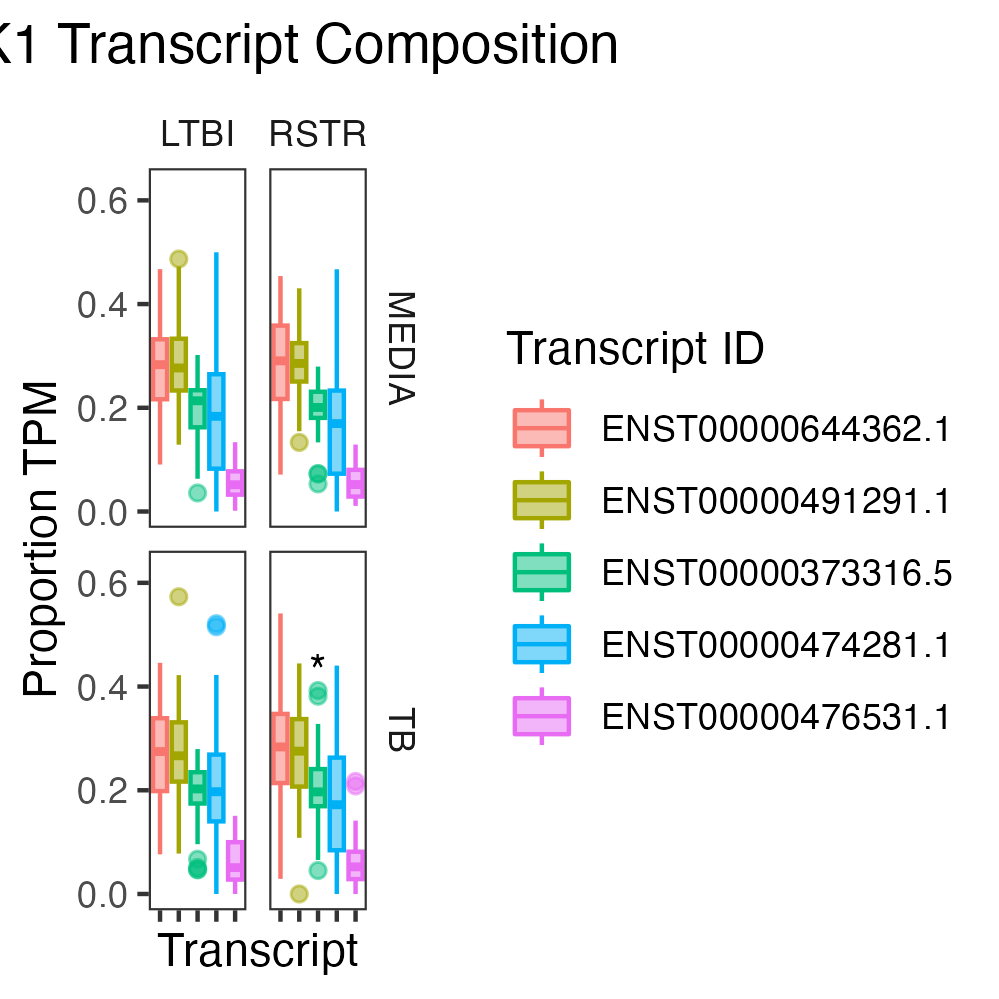 K1 Transcript Composition
LTBI RSTR
0.6
0.4
0.2
0.0
MEDIA
0.6
0.4
*
0.2
0.0
TB
Proportion TPM
Transcript
Transcript ID
ENST00000644362.1
ENST00000491291.1
ENST00000373316.5
ENST00000474281.1
ENST00000476531.1